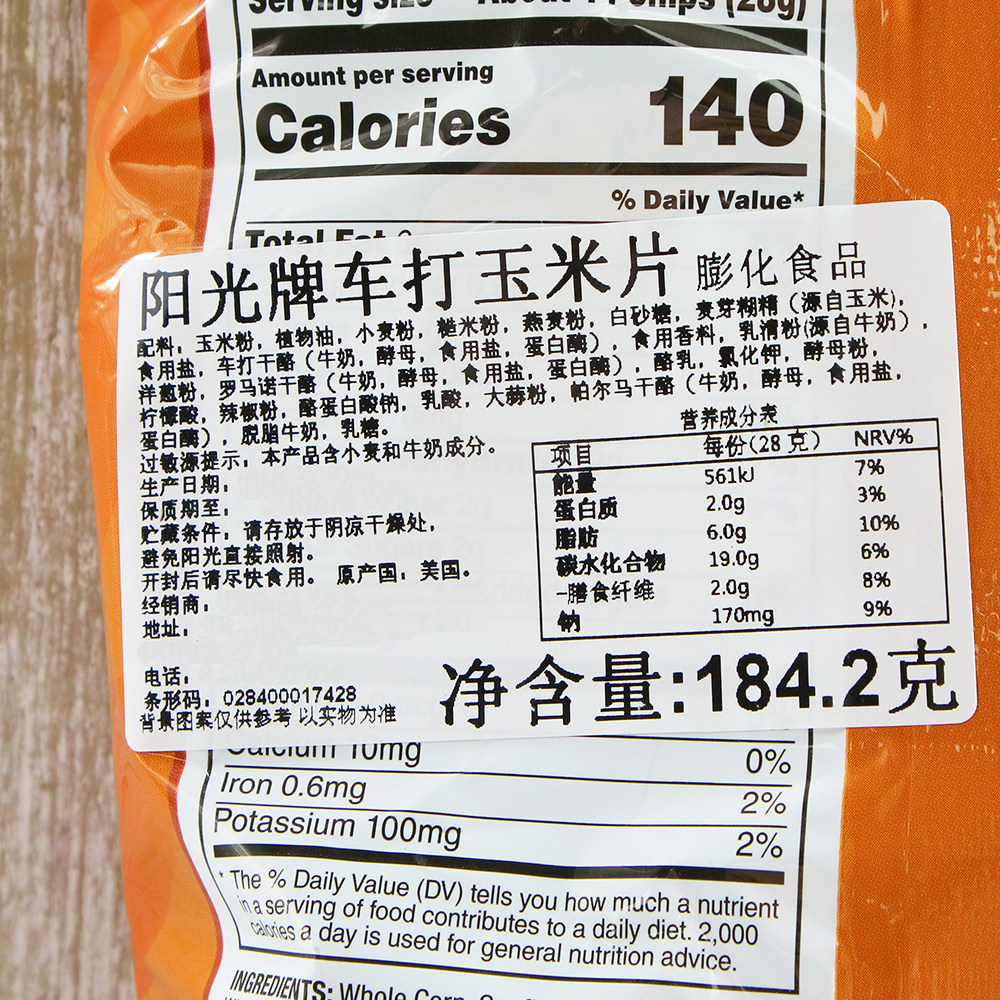 Serving size About 14 chips (28g)
Amount per serving
Calories 140
% Daily Value*
Total Fat
阳光牌车打玉米片 膨化食品
配料：玉米粉，植物油，小麦粉，糙米粉，燕麦粉，白砂糖，麦芽糊精（源自玉米），
食用盐，车打干酪（牛奶，酵母，食用盐，蛋白酶），食用香料，乳清粉(源自牛奶），
洋葱粉，罗马诺干酪（牛奶，酵母，食用盐，蛋白酶），酪乳，氯化钾，酵母粉，
柠檬酸，辣椒粉，酪蛋白酸钠，乳酸，大蒜粉，帕尔马干酪（牛奶，酵母，食用盐，
蛋白酶），脱脂牛奶，乳糖。
过敏源提示：本产品含小麦和牛奶成分。
生产日期：
保质期至：
贮藏条件：请存放于阴凉干燥处，
避免阳光直接照射。
开封后请尽快食用。 原产国：美国。
经销商：
地址：
电话：
条形码：028400017428
背景图案仅供参考 以实物为准
营养成分表
项目 每份(28克) NRV%
能量 561kJ 7%
蛋白质 2.0g 3%
脂肪 6.0g 10%
碳水化合物 19.0g 6%
-膳食纤维 2.0g 8%
钠 170mg 9%
净含量:184.2克
Calcium 10mg 0%
Iron 0.6mg 2%
Potassium 100mg 2%
* The % Daily Value (DV) tells you how much a nutrient
in a serving of food contributes to a daily diet. 2,000
calories a day is used for general nutrition advice.
INGREDIENTS: Whole Corn,